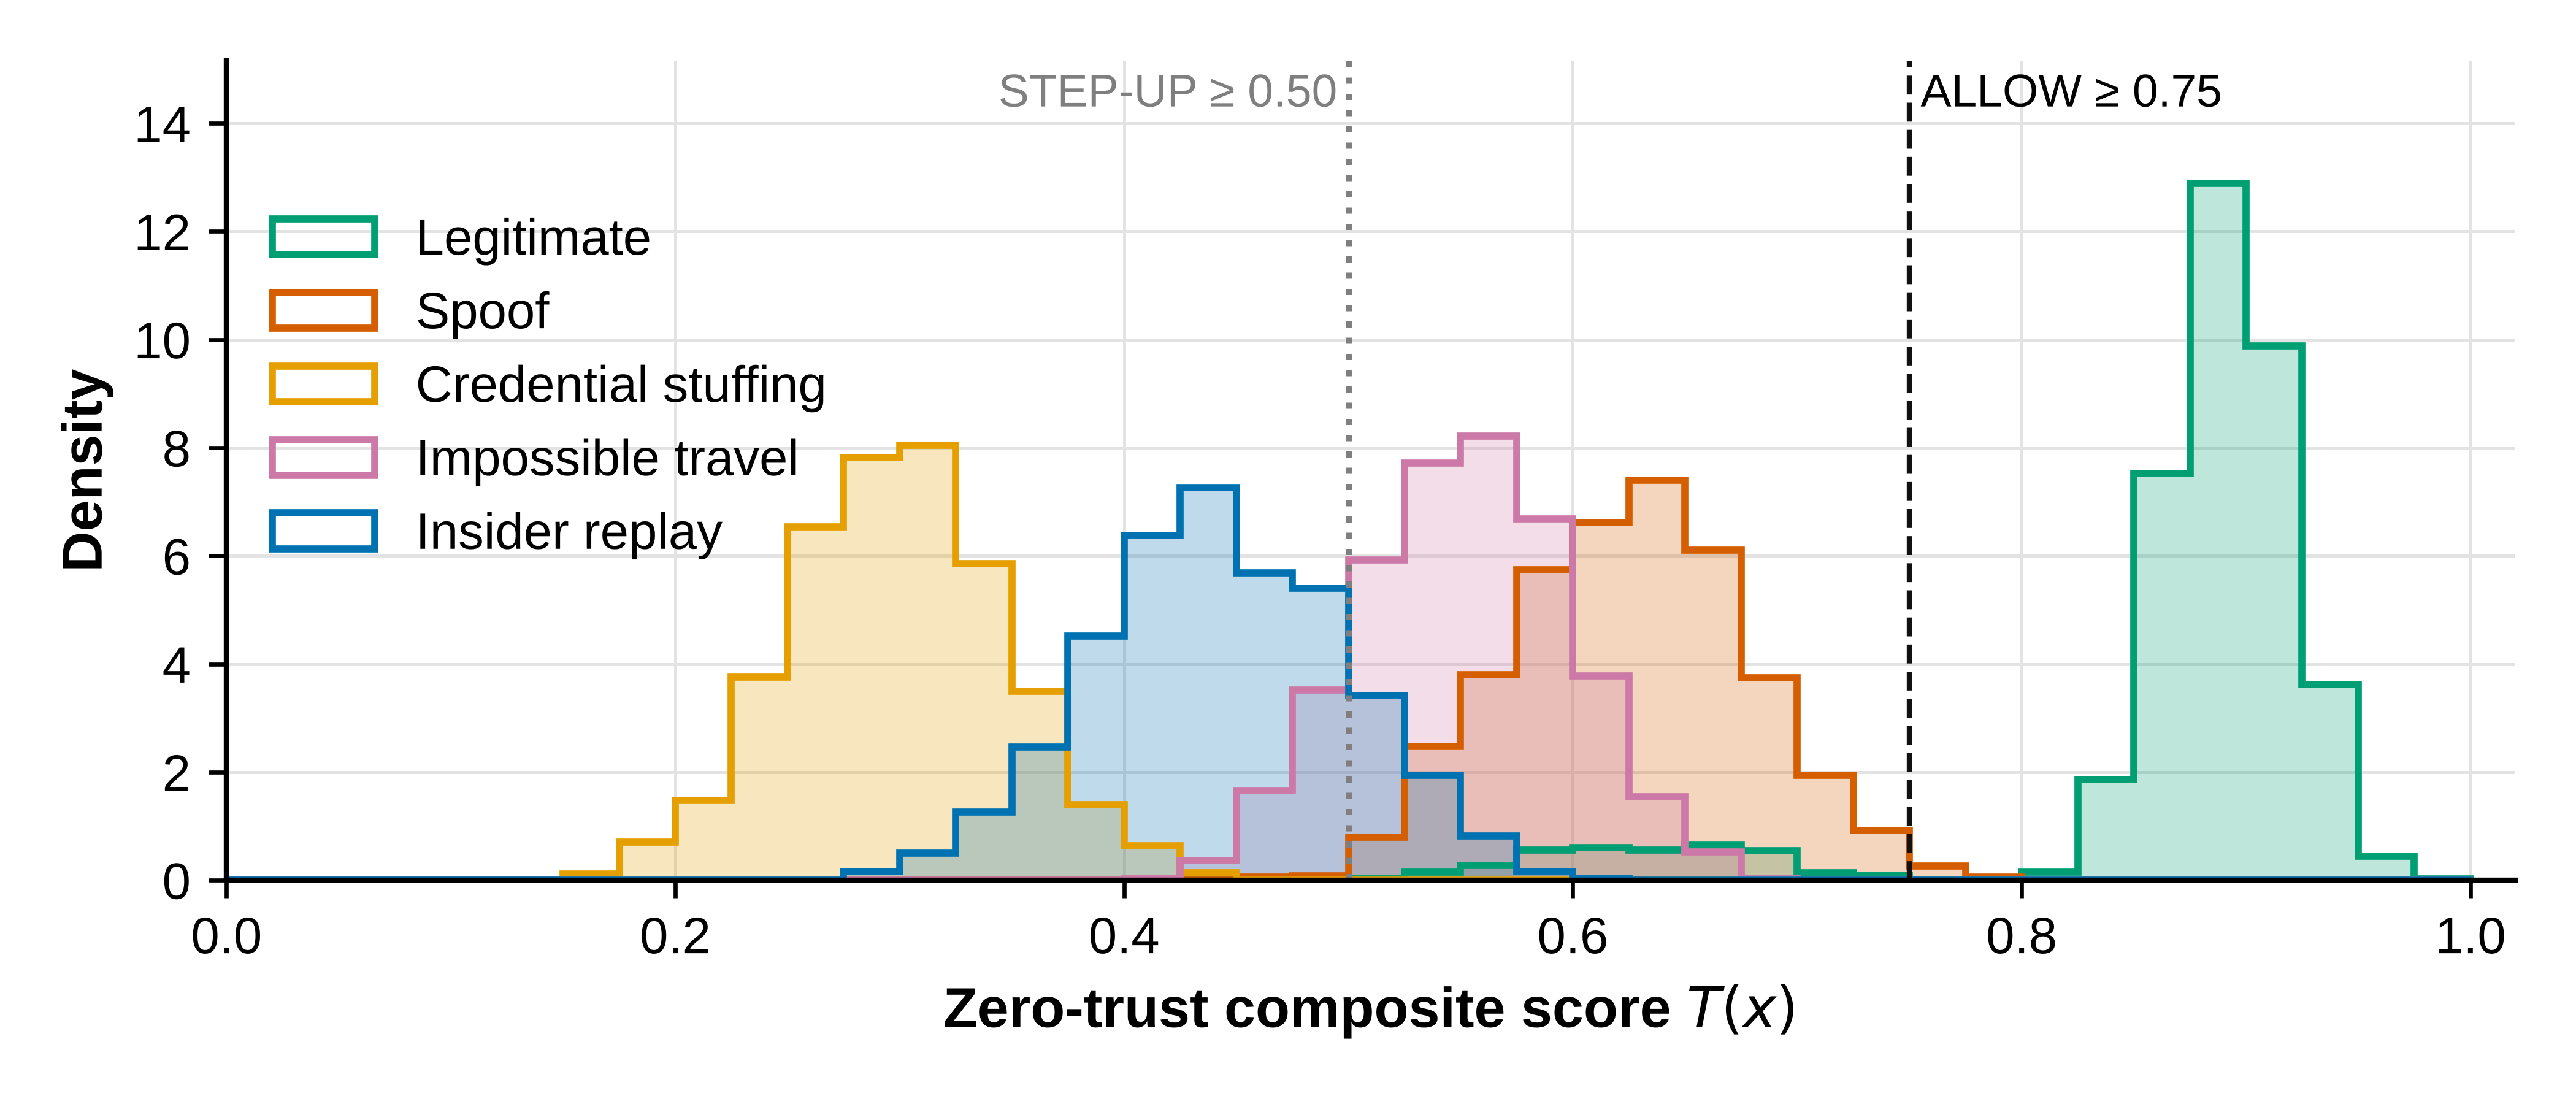 STEP-UP ≥ 0.50
ALLOW ≥ 0.75
14
12
10
8
6
4
2
0
Density
Legitimate
Spoof
Credential stuffing
Impossible travel
Insider replay
0.0 0.2 0.4 0.6 0.8 1.0
Zero-trust composite score T(x)